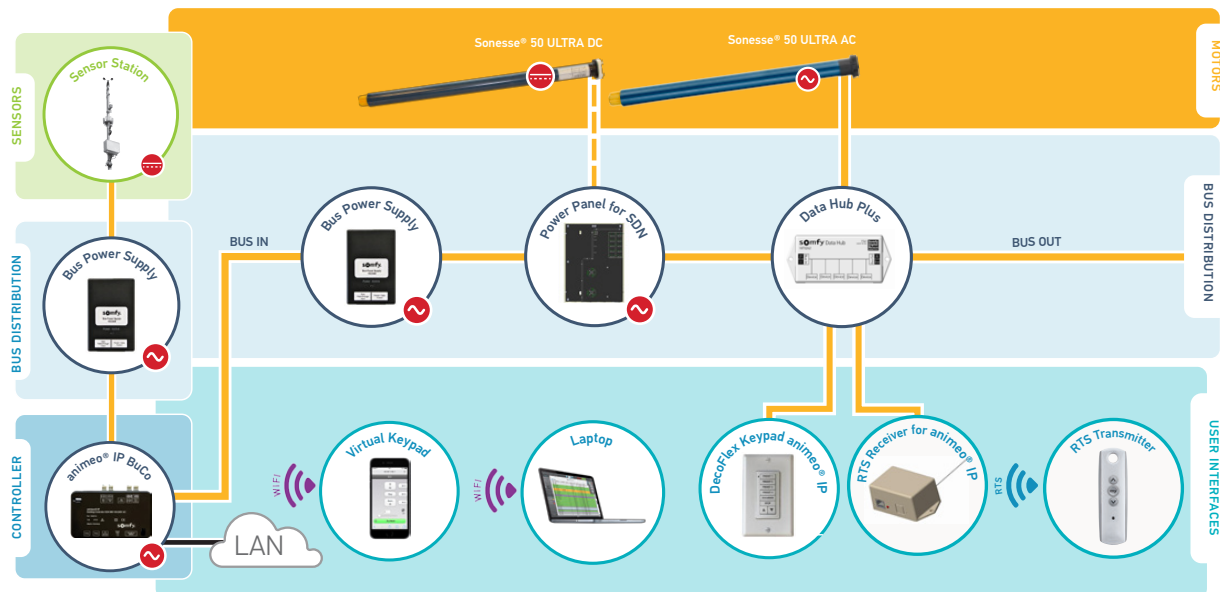 Sonesse® 50 ULTRA DC
Sonesse® 50 ULTRA AC
MOTORS
SENSORS
Sensor Station
BUS DISTRIBUTION
Bus Power Supply
somfy
BUS IN
Bus Power Supply
somfy
Power Panel for SDN
Data Hub Plus
somfy Data Hub
BUS OUT
BUS DISTRIBUTION
CONTROLLER
animeo® IP BuCo
somfy
LAN
WIFI
Virtual Keypad
WIFI
Laptop
DecoFlex Keypad animeo® IP
RTS Receiver for animeo® IP
RTS
RTS Transmitter
USER INTERFACES